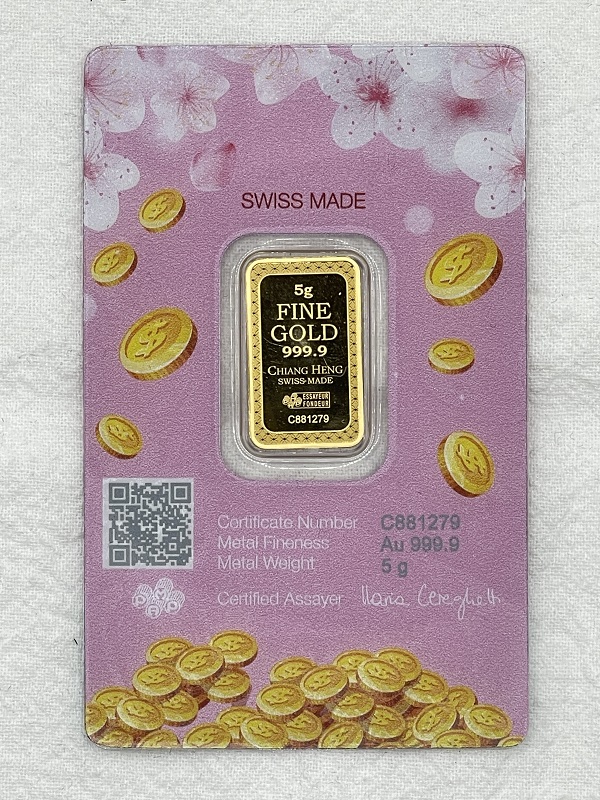 SWISS MADE
5g
FINE
GOLD
999.9
CHIANG HENG
SWISS MADE
ESSAYEUR
FONDEUR
C881279
Certificate Number C881279
Metal Fineness Au 999.9
Metal Weight 5 g
Certified Assayer